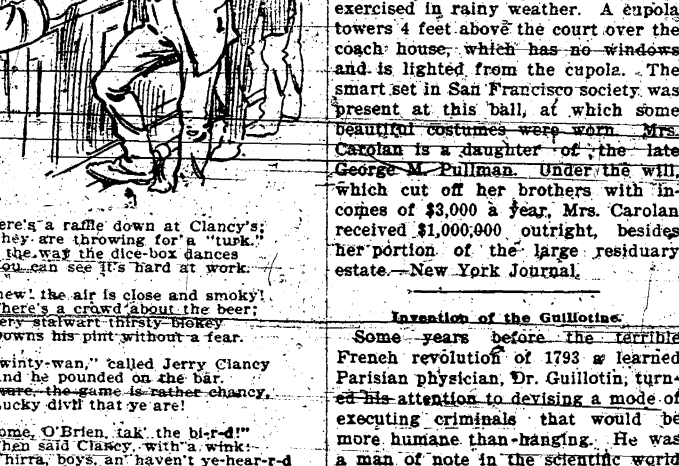 ere's a raffle down at Clancy's;
hey are throwing for a "turk."
the way the dice-box dances
ou can see it's hard at work.
hew! the air is close and smoky!
here's a crowd about the beer;
ery stalwart thirsty blokey
owns his pint without a fear.
winty-wan," called Jerry Clancy
nd he pounded on the bar.
ure, the game is rather chancy,
ucky divil that ye are!
ome, O'Brien, tak' the bi-r-d!"
hen said Clancy, with a wink:
hirra, boys, an' haven't ye-hear-r-d
exercised in rainy weather. A cupola
towers 4 feet above the court over the
coach house, which has no windows
and is lighted from the cupola. The
smart set in San Francisco society was
present at this ball, at which some
beautiful costumes were worn. Mrs.
Carolan is a daughter of the late
George M. Pullman. Under the will,
which cut off her brothers with in-
comes of $3,000 a year, Mrs. Carolan
received $1,000,000 outright, besides
her portion of the large residuary
estate.—New York Journal.
Invention of the Guillotine.
Some years before the terrible
French revolution of 1793 a learned
Parisian physician, Dr. Guillotin, turn-
ed his attention to devising a mode of
executing criminals that would be
more humane than hanging. He was
a man of note in the scientific world